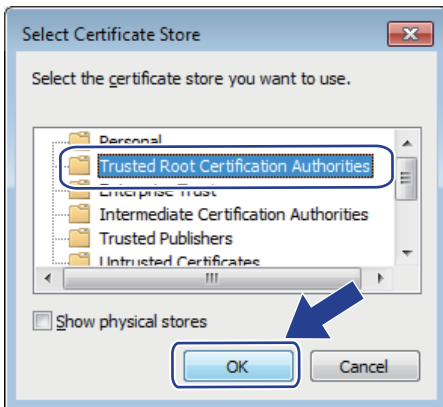 Select Certificate Store
Select the certificate store you want to use.
Personal
Trusted Root Certification Authorities
Enterprise Trust
Intermediate Certification Authorities
Trusted Publishers
Untrusted Certificates
Show physical stores
OK Cancel